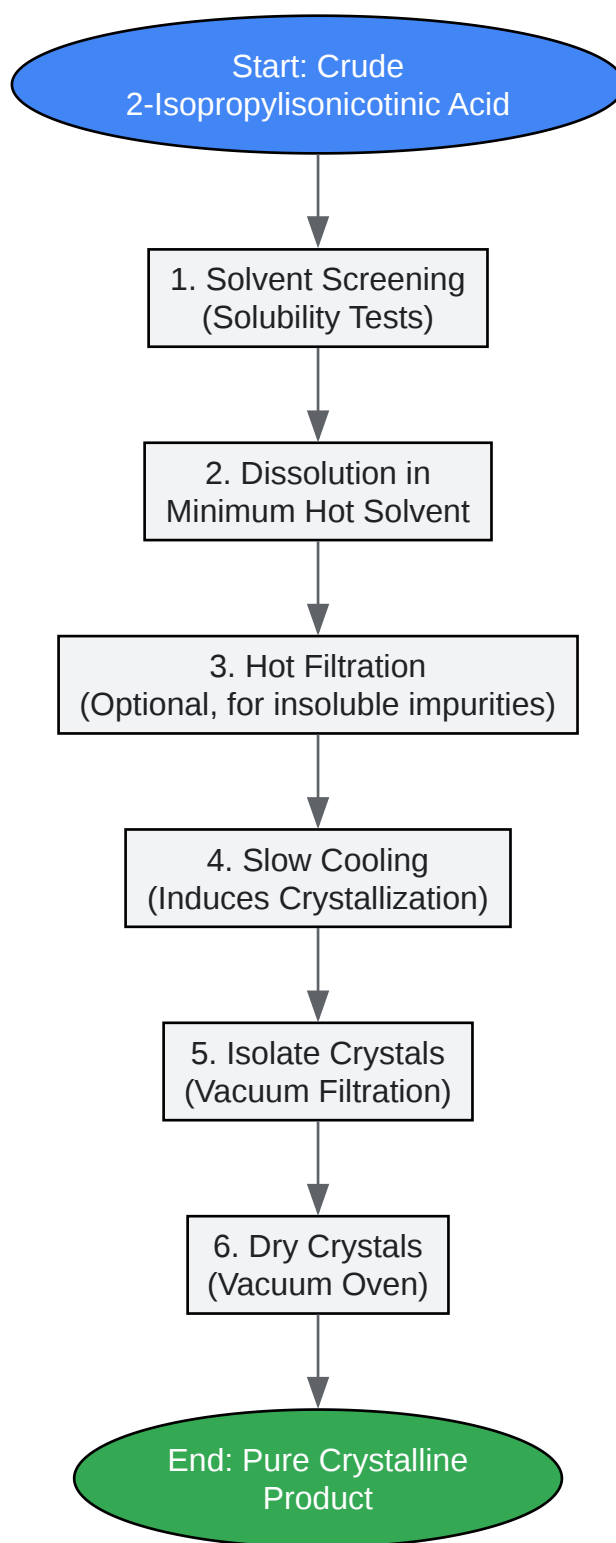 Start: Crude
2-Isopropylisonicotinic Acid
1. Solvent Screening
(Solubility Tests)
2. Dissolution in
Minimum Hot Solvent
3. Hot Filtration
(Optional, for insoluble impurities)
4. Slow Cooling
(Induces Crystallization)
5. Isolate Crystals
(Vacuum Filtration)
6. Dry Crystals
(Vacuum Oven)
End: Pure Crystalline
Product